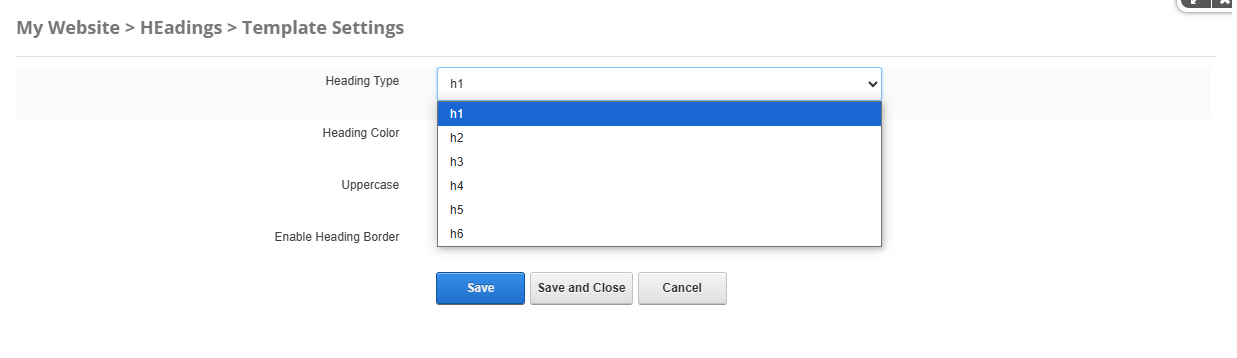 My Website > HEadings > Template Settings
Heading Type
h1
h1
h2
Heading Color
h3
Uppercase
h4
h5
Enable Heading Border
h6
Save
Save and Close
Cancel